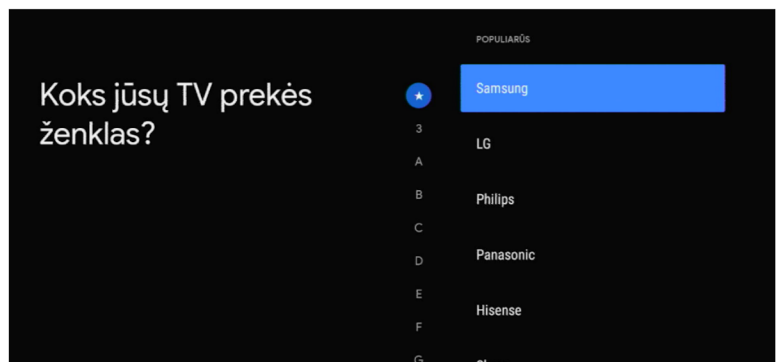 Koks jūsų TV prekės
ženklas?
3
A
B
C
D
E
F
G
POPULIARŪS
Samsung
LG
Philips
Panasonic
Hisense